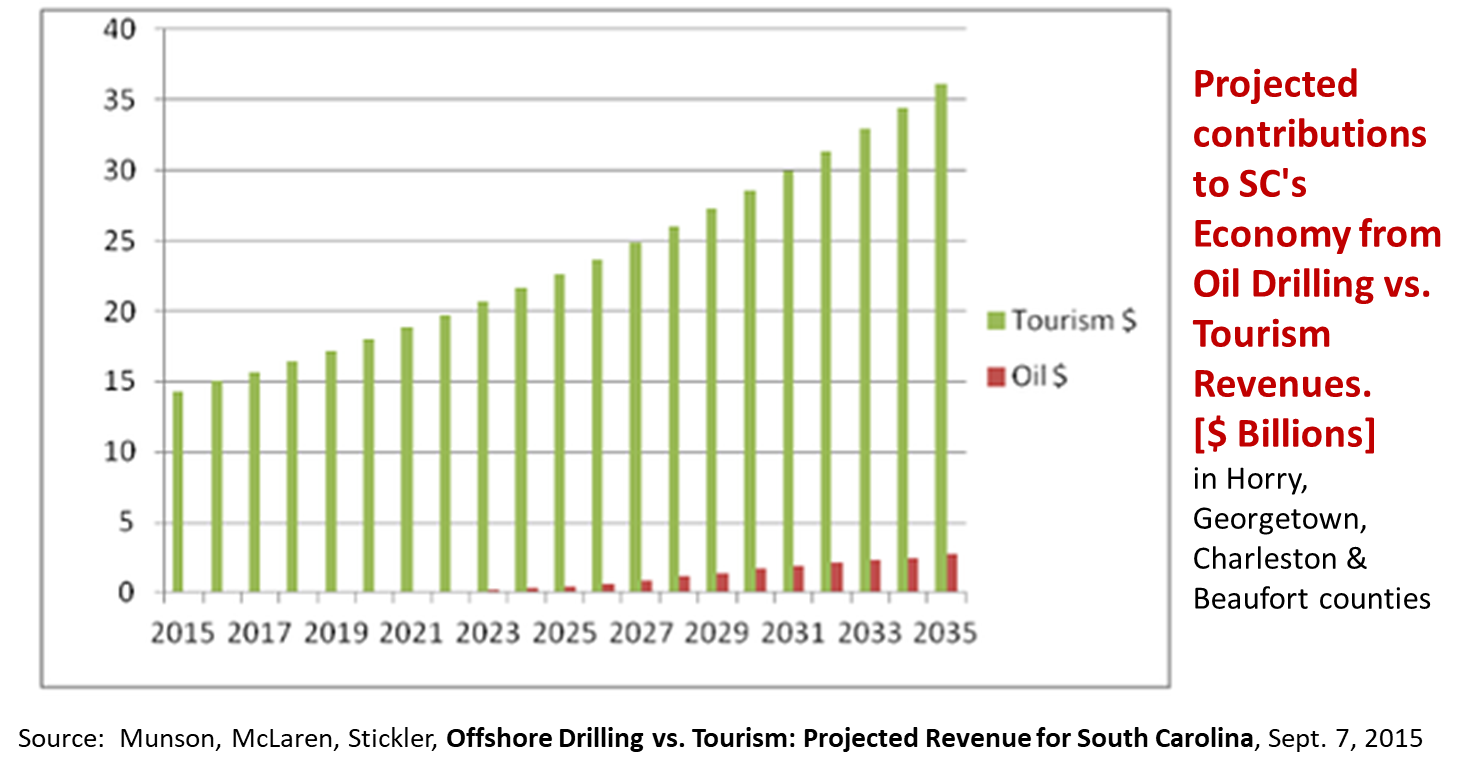 40
35
30
25
20
15
10
5
0
2015 2017 2019 2021 2023 2025 2027 2029 2031 2033 2035
Tourism $
Oil $
Projected
contributions
to SC's
Economy from
Oil Drilling vs.
Tourism
Revenues.
[$ Billions]
in Horry,
Georgetown,
Charleston &
Beaufort counties
Source: Munson, McLaren, Stickler, Offshore Drilling vs. Tourism: Projected Revenue for South Carolina, Sept. 7, 2015